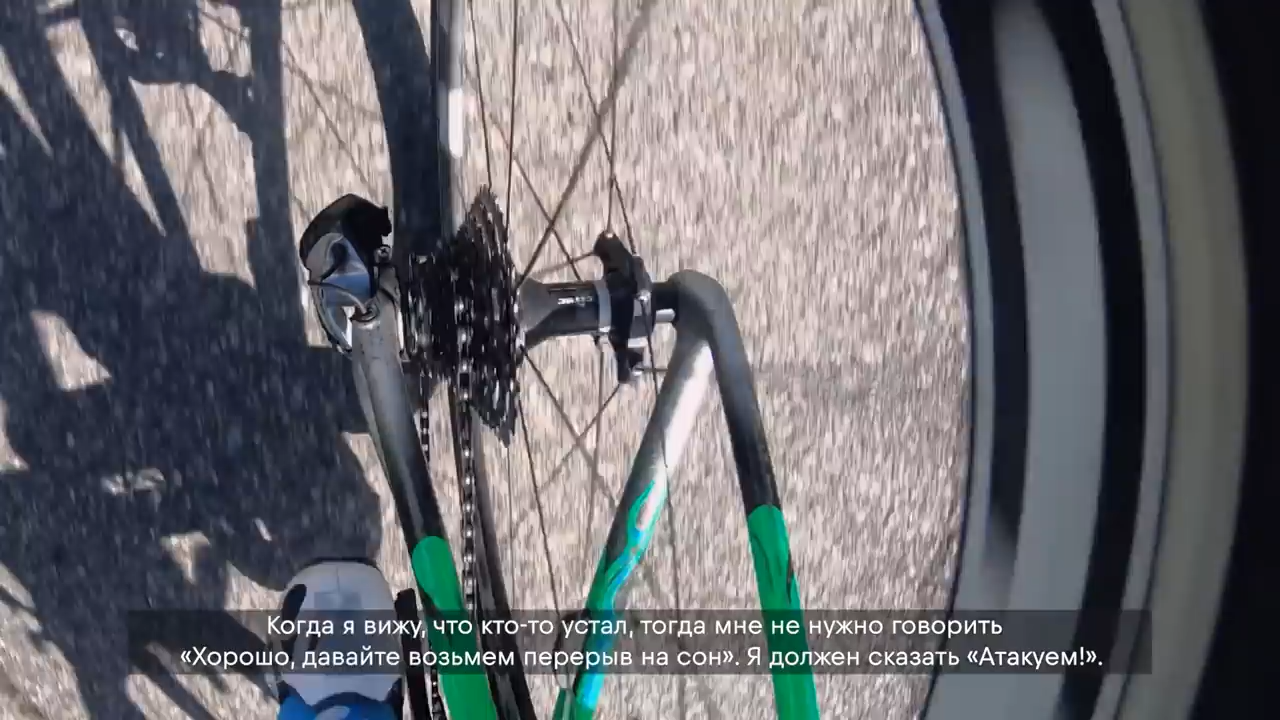 Когда я вижу, что кто-то устал, тогда мне не нужно говорить
«Хорошо, давайте возьмем перерыв на сон». Я должен сказать «Атакуем!».